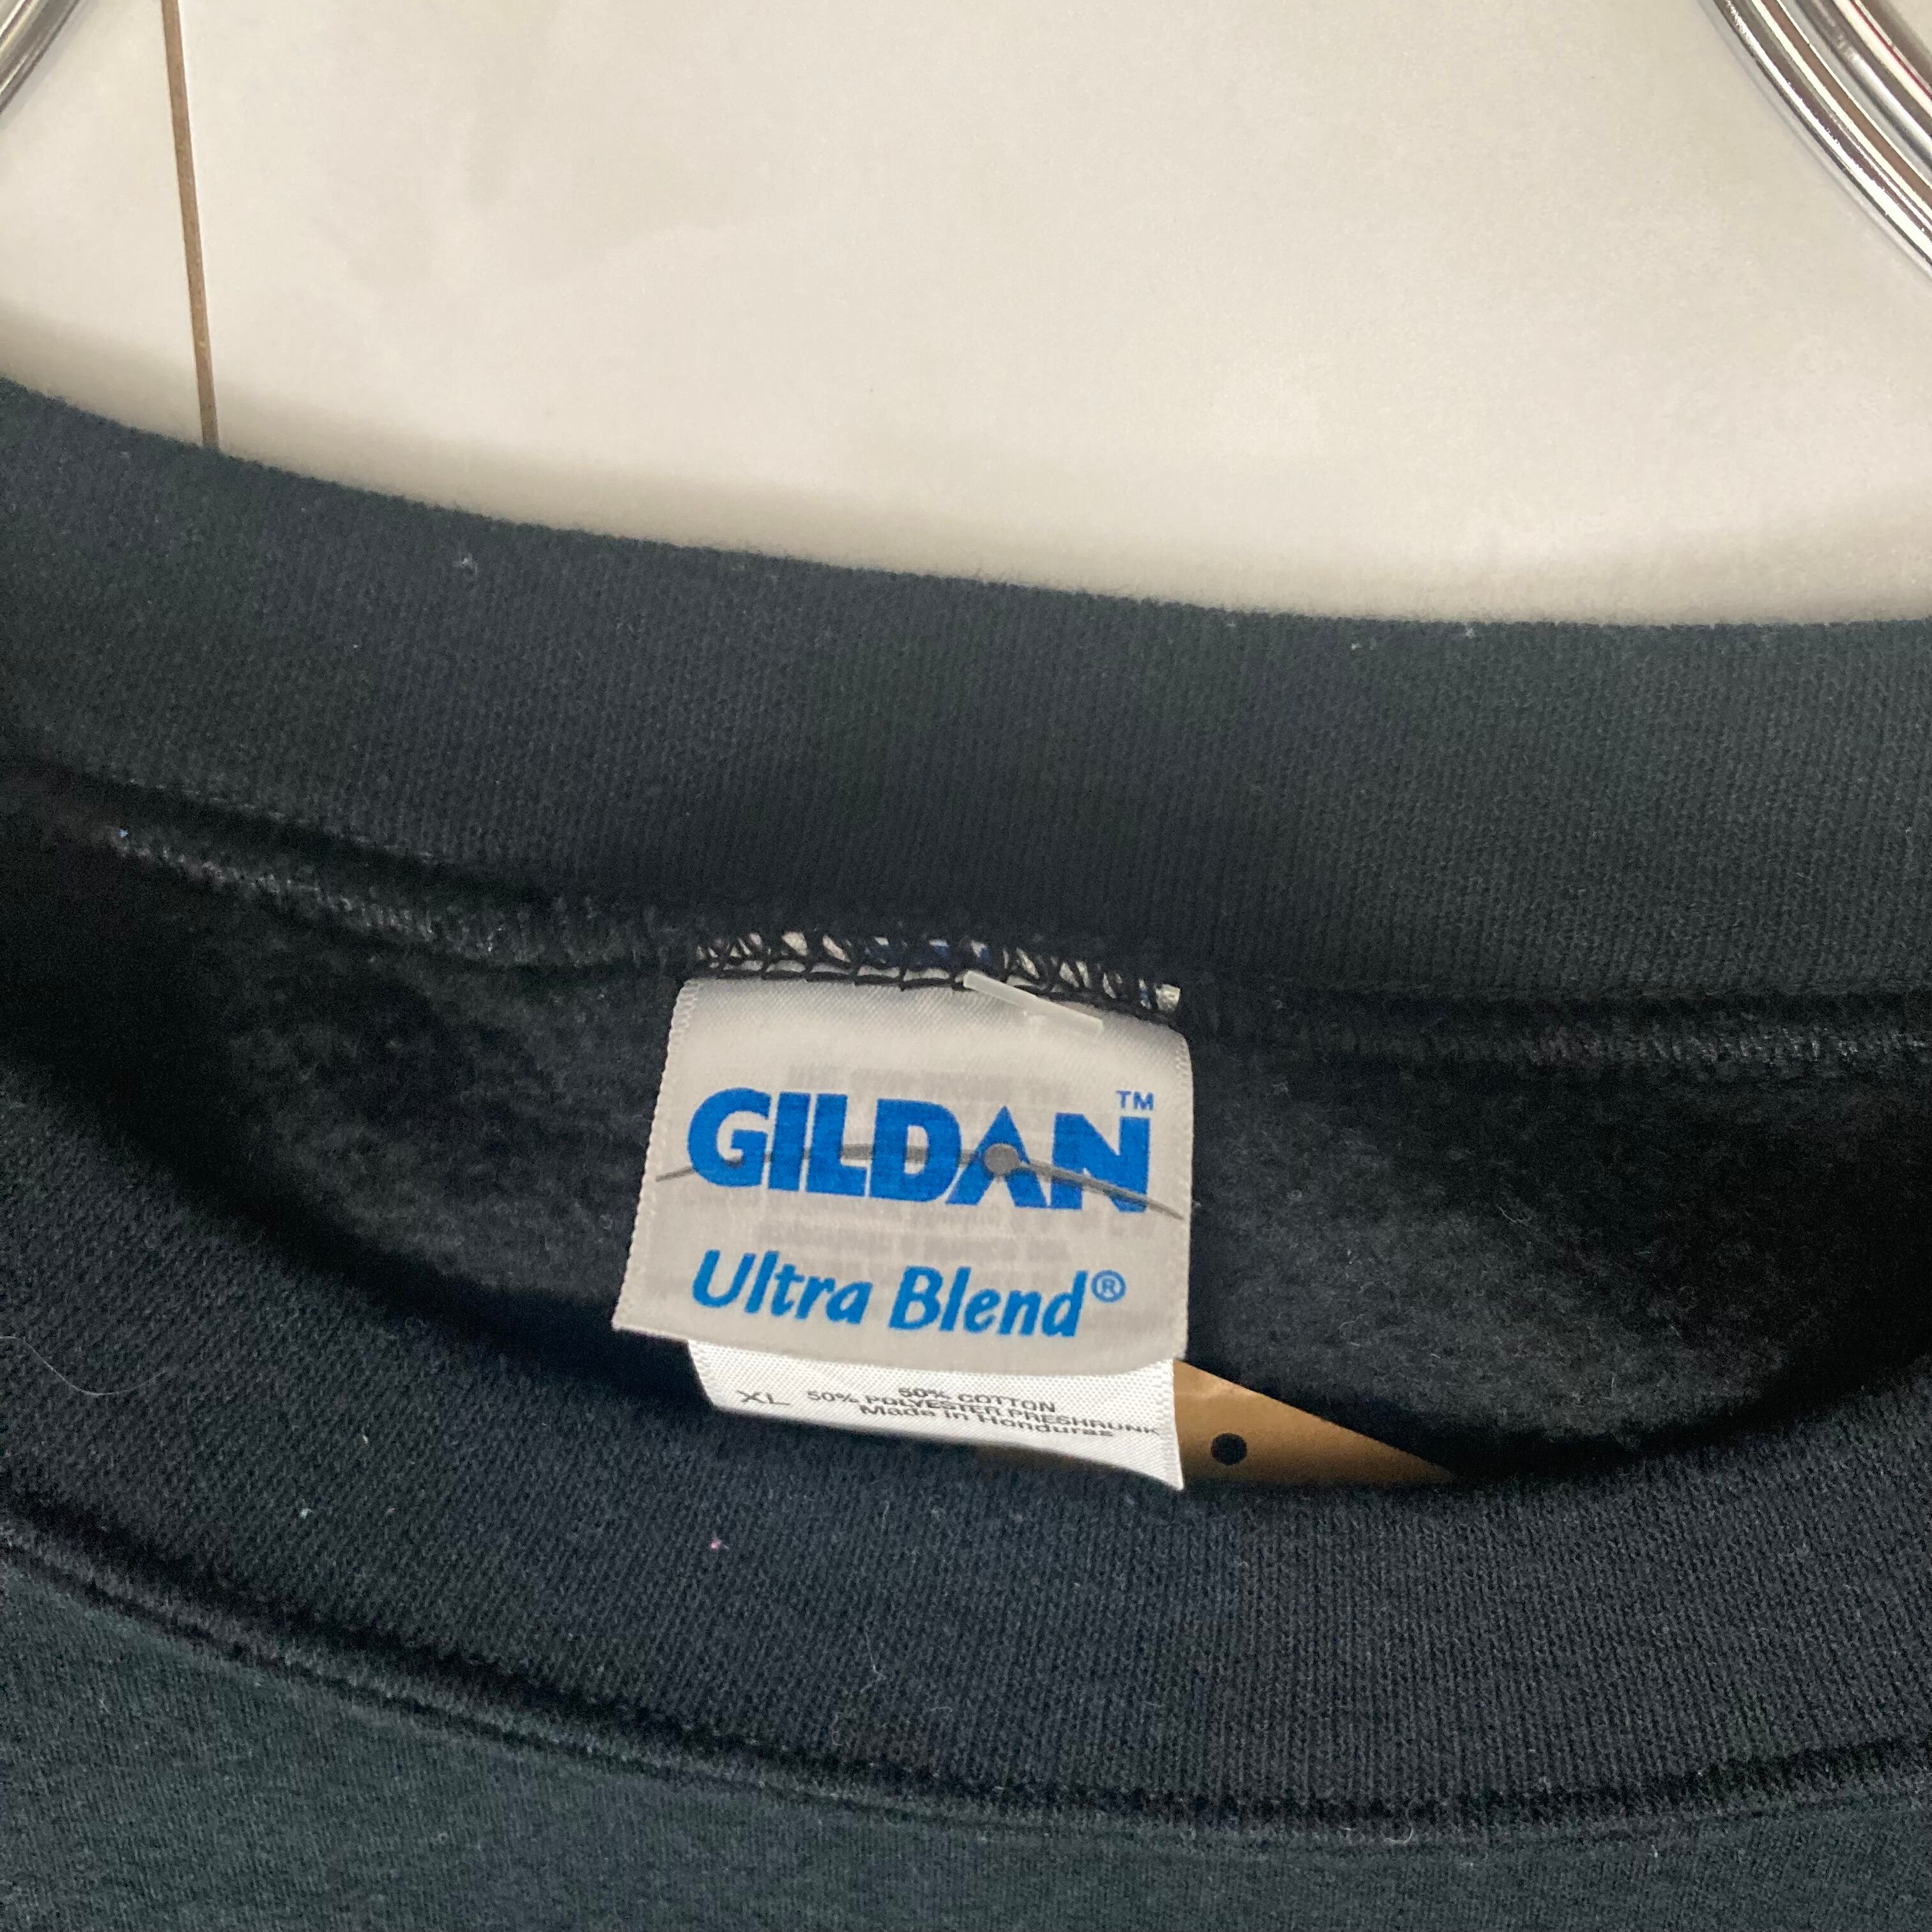 GILDAN™
Ultra Blend®
XL
50% COTTON
50% POLYESTER PRESHRUNK
Made in Honduras